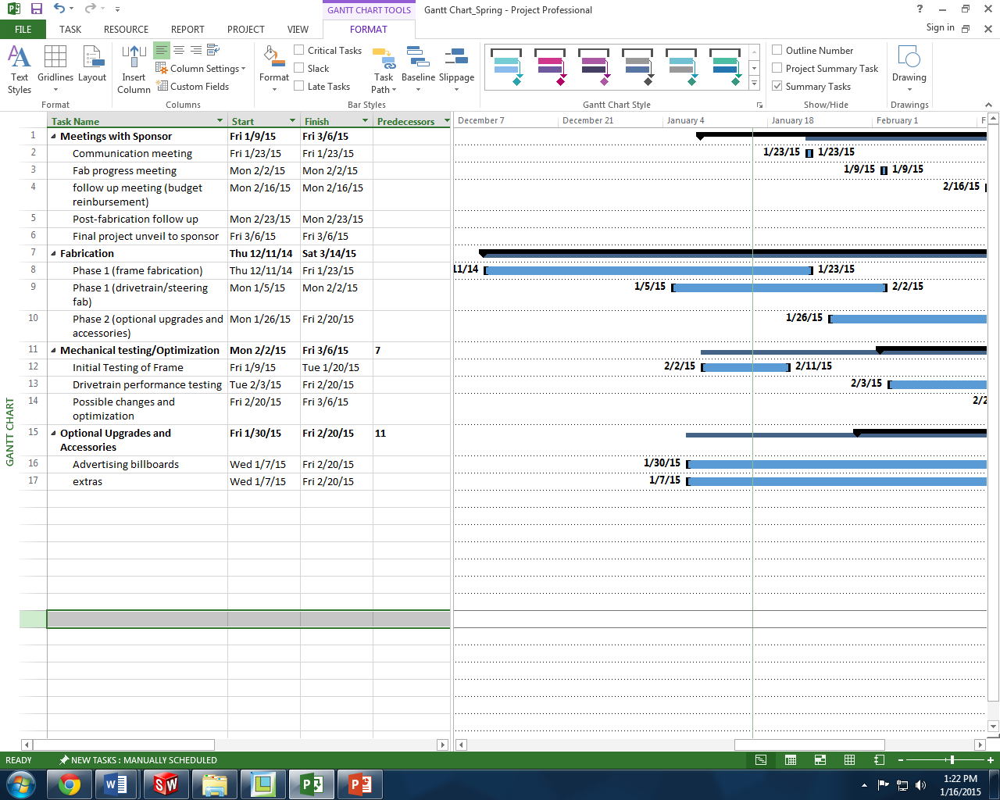 GANTT CHART TOOLS
Gantt Chart_Spring - Project Professional
FILE TASK RESOURCE REPORT PROJECT VIEW FORMAT Sign in
Text Styles
Gridlines
Layout
Format
Insert Column
Column Settings
Custom Fields
Columns
Format
Critical Tasks
Slack
Late Tasks
Task Path
Baseline
Slippage
Bar Styles
Gantt Chart Style
Outline Number
Project Summary Task
Summary Tasks
Show/Hide
Drawing
Drawings
Task Name Start Finish Predecessors December 7 December 21 January 4 January 18 February 1 F
1 Meetings with Sponsor Fri 1/9/15 Fri 3/6/15
2 Communication meeting Fri 1/23/15 Fri 1/23/15 1/23/15 1/23/15
3 Fab progress meeting Mon 2/2/15 Mon 2/2/15 1/9/15 1/9/15
4 follow up meeting (budget Mon 2/16/15 Mon 2/16/15 2/16/15
reinbursement)
5 Post-fabrication follow up Mon 2/23/15 Mon 2/23/15
6 Final project unveil to sponsor Fri 3/6/15 Fri 3/6/15
7 Fabrication Thu 12/11/14 Sat 3/14/15
8 Phase 1 (frame fabrication) Thu 12/11/14 Fri 1/23/15 11/14 1/23/15
9 Phase 1 (drivetrain/steering Mon 1/5/15 Mon 2/2/15 1/5/15 2/2/15
fab)
10 Phase 2 (optional upgrades and Mon 1/26/15 Fri 2/20/15 1/26/15
accessories)
11 Mechanical testing/Optimization Mon 2/2/15 Fri 3/6/15 7
12 Initial Testing of Frame Fri 1/9/15 Tue 1/20/15 2/2/15 2/11/15
13 Drivetrain performance testing Tue 2/3/15 Fri 2/20/15 2/3/15
14 Possible changes and Fri 2/20/15 Fri 3/6/15 2/2
optimization
15 Optional Upgrades and Fri 1/30/15 Fri 2/20/15 11
Accessories
16 Advertising billboards Wed 1/7/15 Fri 2/20/15 1/30/15
17 extras Wed 1/7/15 Fri 2/20/15 1/7/15
GANTT CHART
READY NEW TASKS : MANUALLY SCHEDULED
1:22 PM
1/16/2015